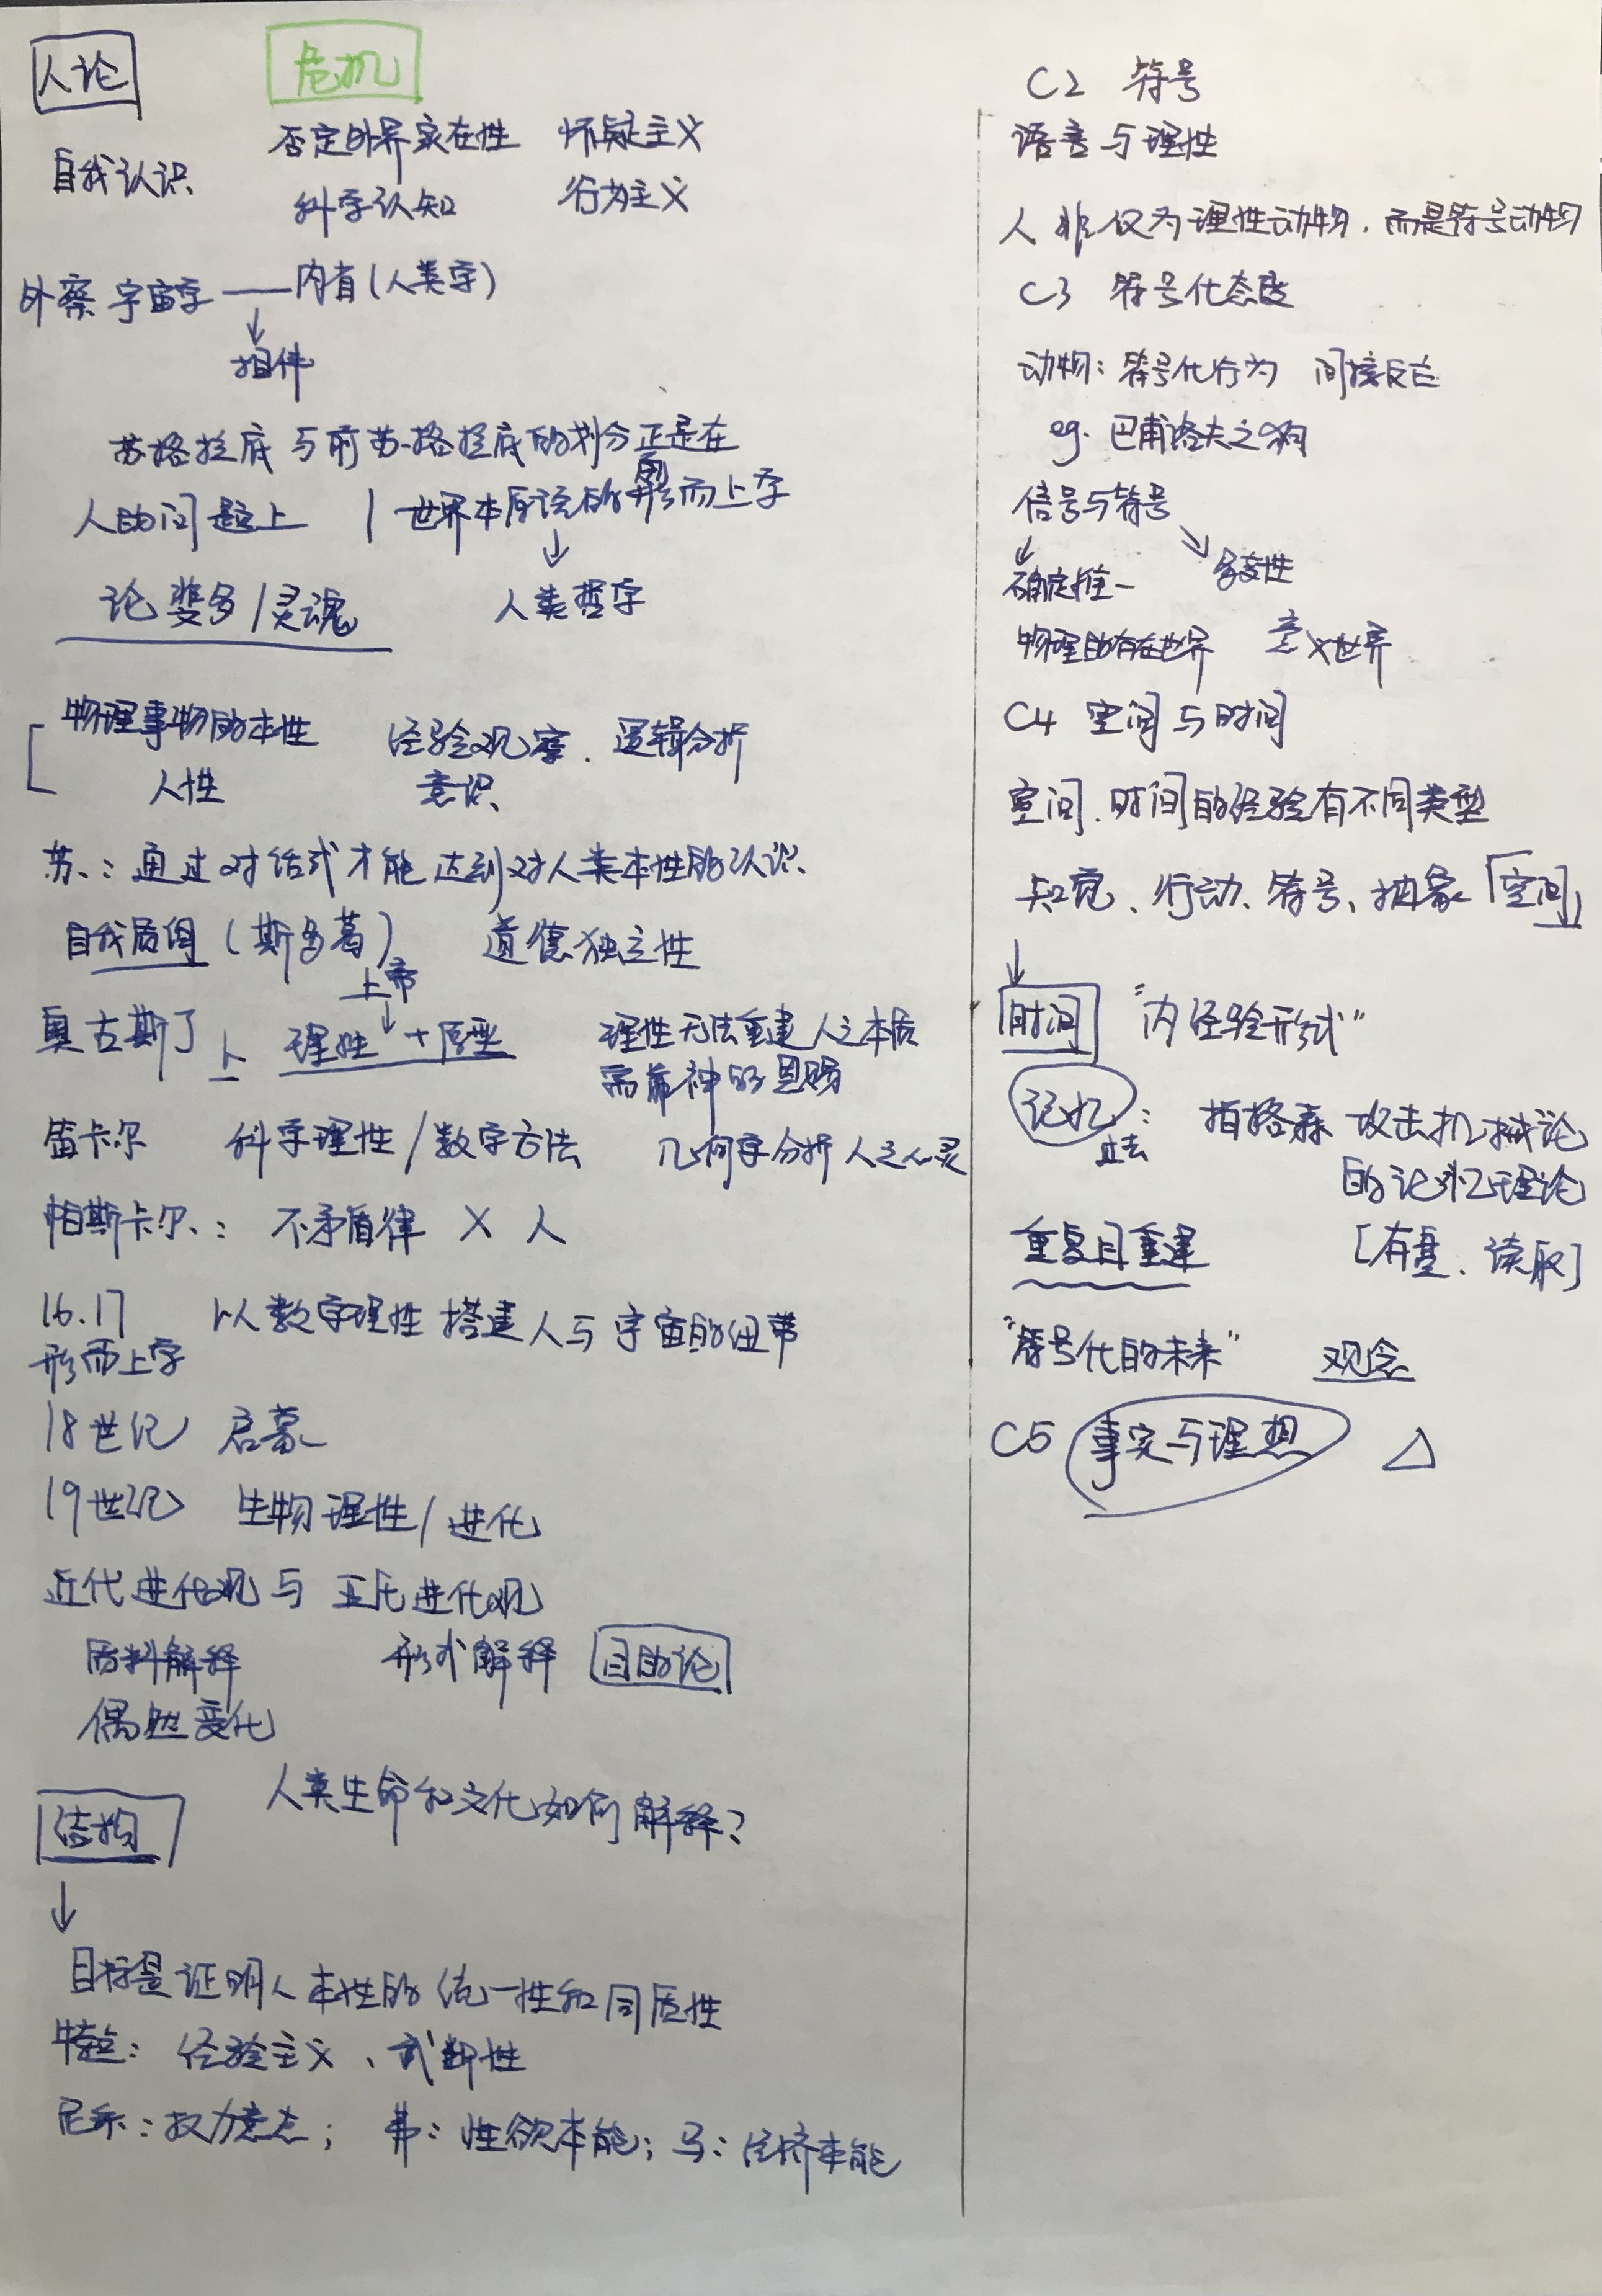 人论
危机
自我认识
否定外界实在性 怀疑主义
科学认知 行为主义
外察 宇宙学 —— 内省(人类学)
↓
苏格拉底与前苏格拉底的划分正是在
人的问题上 | 世界本原论的形而上学
↓
论斐多/灵魂 人类哲学
物理事物的本性 经验观察、逻辑分析
人性 意识
苏.：通过对话式才能达到对人类本性的认识
自我质询(斯多葛) 道德独立性
上帝
↓
奥古斯丁 理性 + 原型 理性无法重建人之本质
而靠神的恩赐
笛卡尔 科学理性/数学方法 几何学分析人之心灵
帕斯卡尔：不矛盾律 X 人
16.17 以数学理性搭建人与宇宙的纽带
形而上学
18世纪 启蒙
19世纪 生物理性/进化
近代进化观与亚氏进化观
质料解释 形式解释 目的论
偶然变化
人类生命和文化如何解释?
结构
↓
目标是证明人本性的统一性和同质性
特点：经验主义、武断性
尼采：权力意志；弗：性欲本能；马：经济本能
C2 符号
语言与理性
人非仅为理性动物，而是符号动物
C3 符号化态度
动物：符号化行为 间接反应
eg. 巴甫洛夫之狗
信号与符号
↓ ↘
确定唯一 多变性
物理的存在世界 意义世界
C4 空间与时间
空间、时间的经验有不同类型
知觉、行动、符号、抽象「空间」
↓
时间 “内经验形式”
记忆： 柏格森 攻击机械论
过去 的记忆理论
重复且重建 [存量、读取]
“符号化的未来” 观念
C5 事实与理想 △